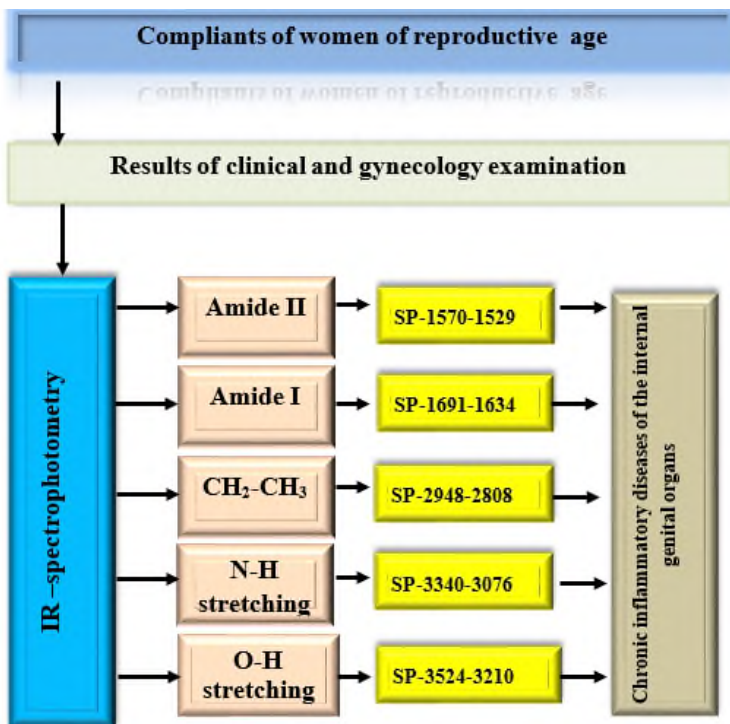 Compliants of women of reproductive age
Results of clinical and gynecology examination
IR –spectrophotometry
Amide II
SP-1570-1529
Amide I
SP-1691-1634
CH₂-CH₃
SP-2948-2808
N-H
stretching
SP-3340-3076
O-H
stretching
SP-3524-3210
Chronic inflammatory diseases of the internal
genital organs